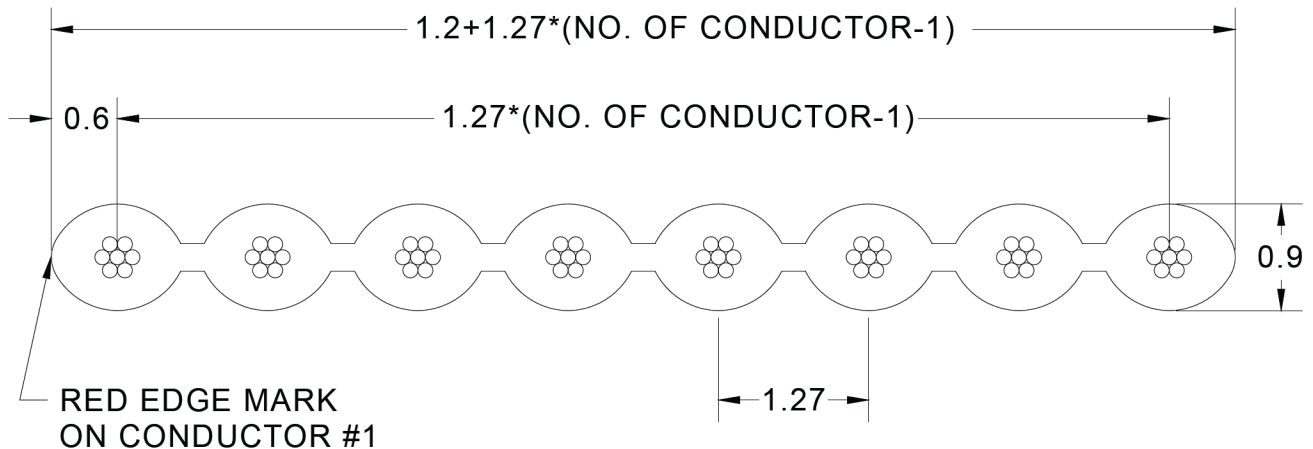 1.2+1.27*(NO. OF CONDUCTOR-1)
0.6
1.27*(NO. OF CONDUCTOR-1)
0.9
1.27
RED EDGE MARK
ON CONDUCTOR #1